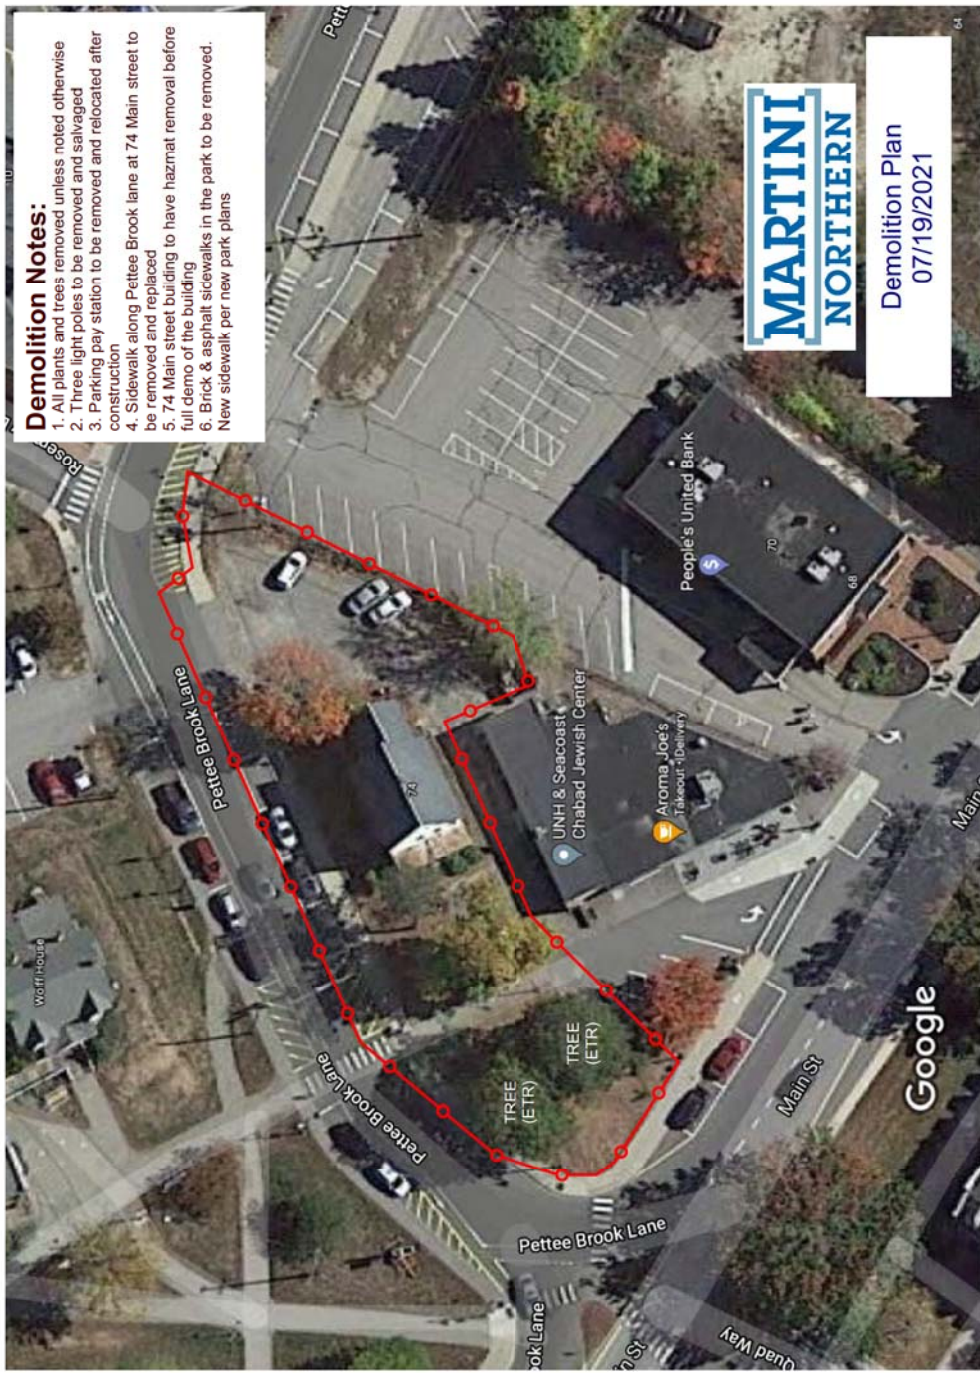 Demolition Notes:
1. All plants and trees removed unless noted otherwise
2. Three light poles to be removed and salvaged
3. Parking pay station to be removed and relocated after
construction
4. Sidewalk along Pettee Brook lane at 74 Main street to
be removed and replaced
5. 74 Main street building to have hazmat removal before
full demo of the building
6. Brick & asphalt sidewalks in the park to be removed.
New sidewalk per new park plans
Pette
Rosem
Pettee Brook Lane
Wolff House
74
Pettee Brook Lane
TREE
(ETR)
TREE
(ETR)
UNH & Seacoast
Chabad Jewish Center
Aroma Joe's
Takeout • Delivery
People's United Bank
70
68
64
Pettee Brook Lane
ook Lane
Main St
Main
n St
Quad Way
Google
[MARTINI]
NORTHERN
Demolition Plan
07/19/2021